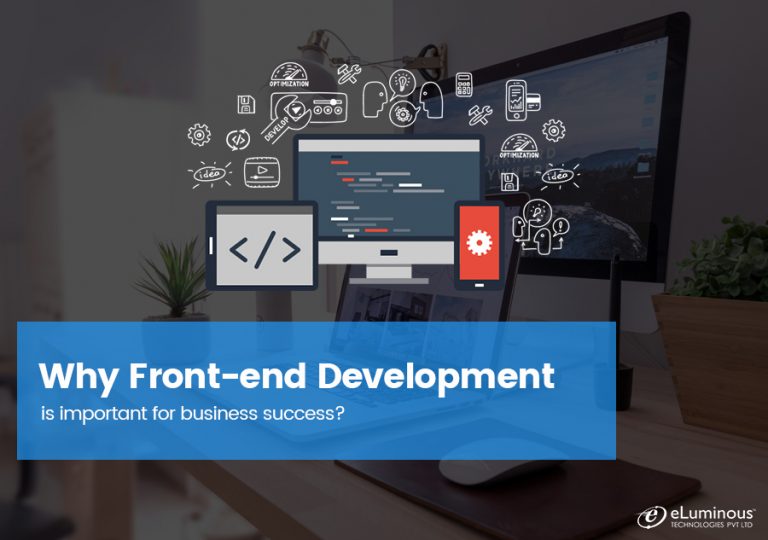 OPTIMIZATION
DEVELOP
idea
OPTIMIZATION
idea
</>
Why Front-end Development
is important for business success?
eLuminous
TECHNOLOGIES PVT LTD